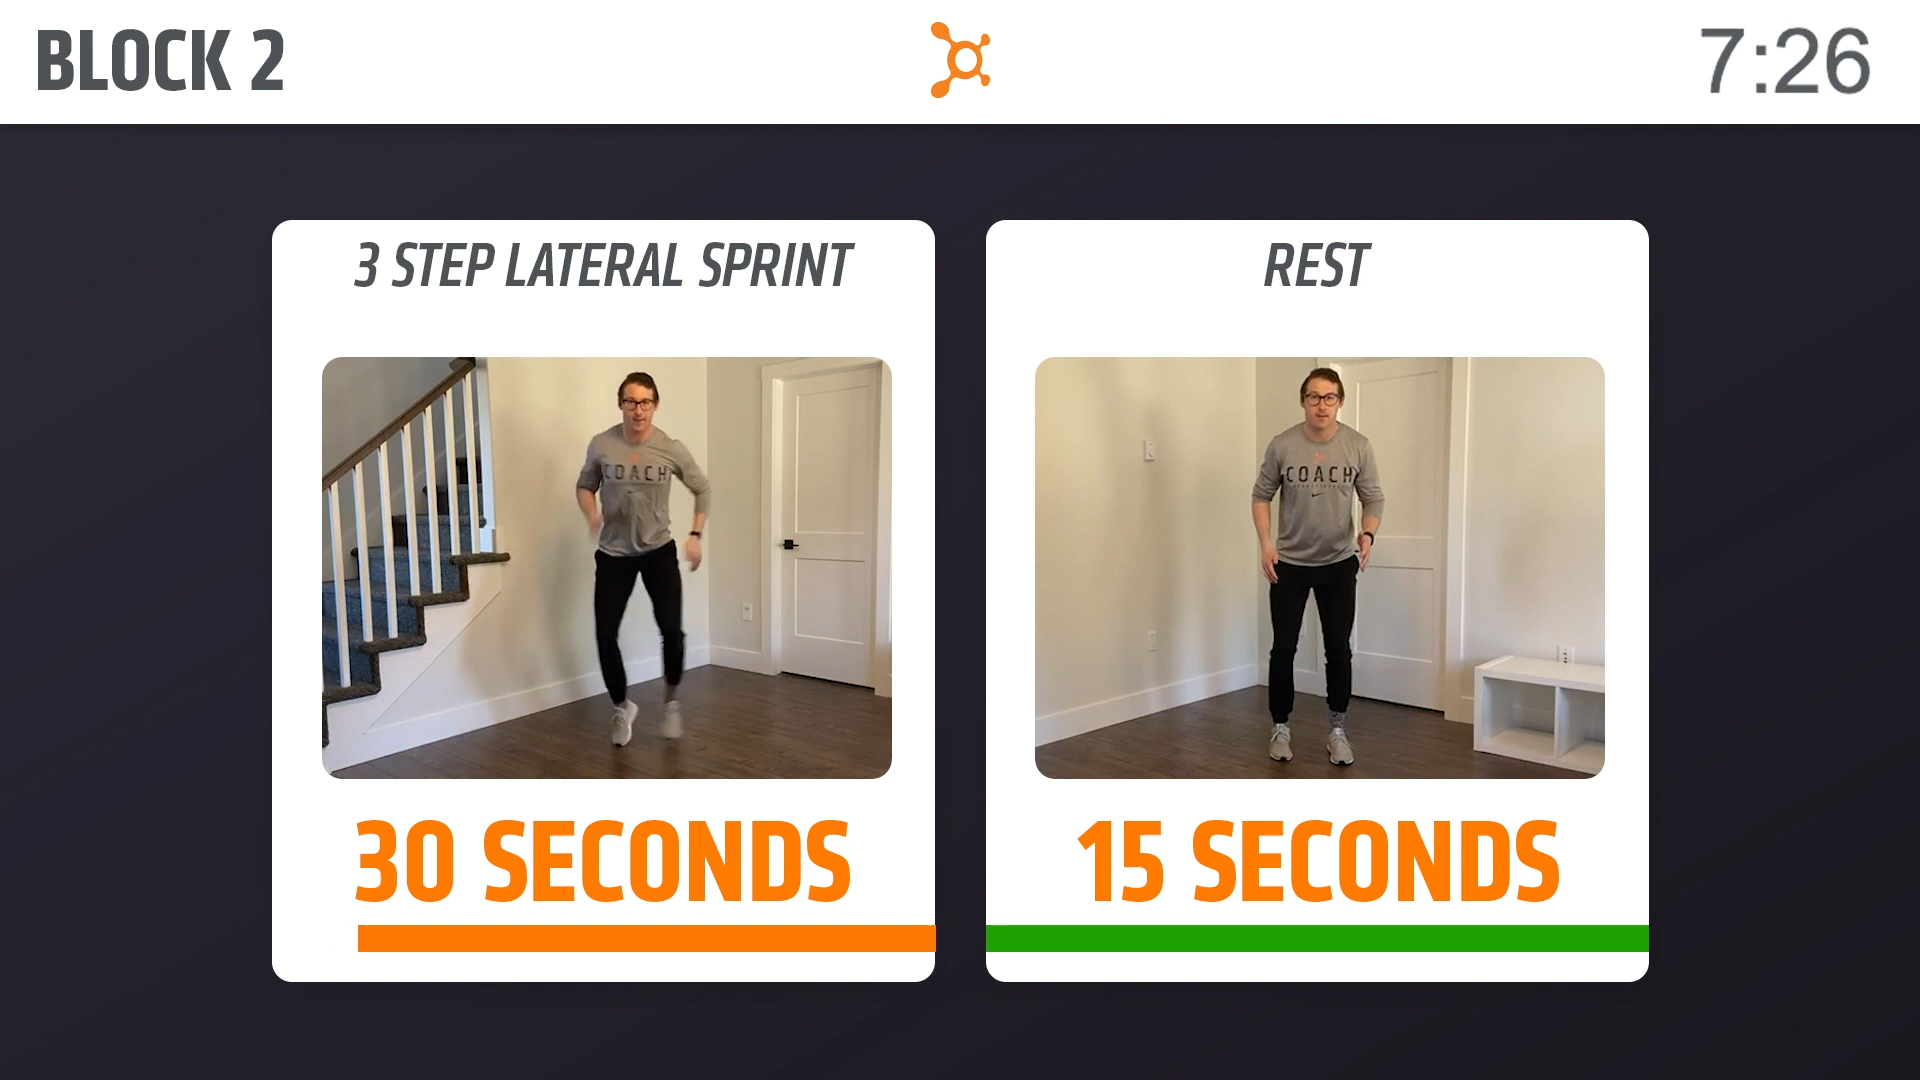 BLOCK 2
7:26
3 STEP LATERAL SPRINT
REST
COACH
COACH
30 SECONDS
15 SECONDS